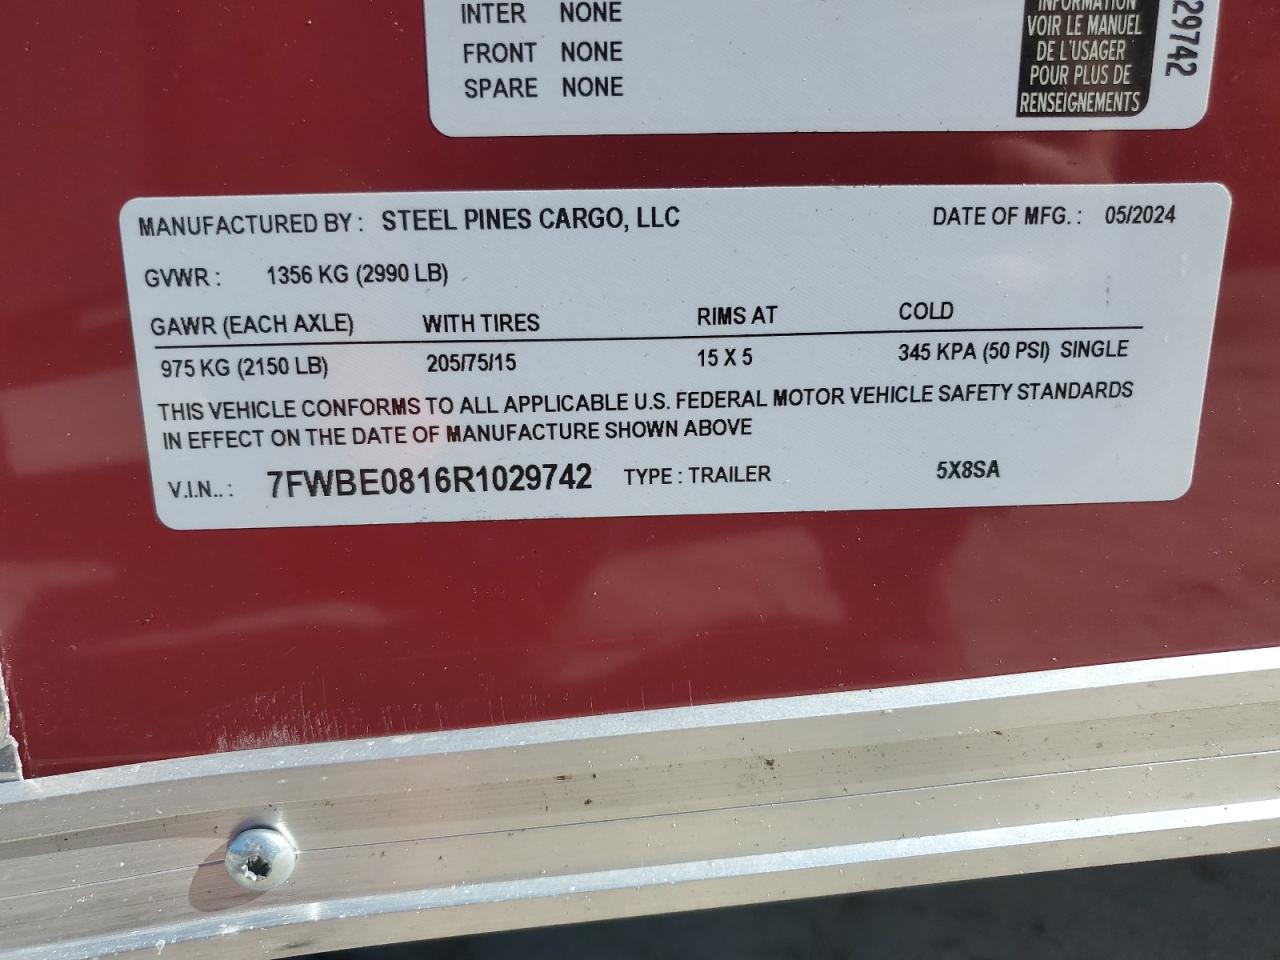 INTER NONE
FRONT NONE
SPARE NONE
INFORMATION
VOIR LE MANUEL
DE L'USAGER
POUR PLUS DE
RENSEIGNEMENTS
29742
MANUFACTURED BY : STEEL PINES CARGO, LLC DATE OF MFG. : 05/2024
GVWR : 1356 KG (2990 LB)
GAWR (EACH AXLE) WITH TIRES RIMS AT COLD
975 KG (2150 LB) 205/75/15 15 X 5 345 KPA (50 PSI) SINGLE
THIS VEHICLE CONFORMS TO ALL APPLICABLE U.S. FEDERAL MOTOR VEHICLE SAFETY STANDARDS
IN EFFECT ON THE DATE OF MANUFACTURE SHOWN ABOVE
V.I.N.. : 7FWBE0816R1029742 TYPE : TRAILER 5X8SA